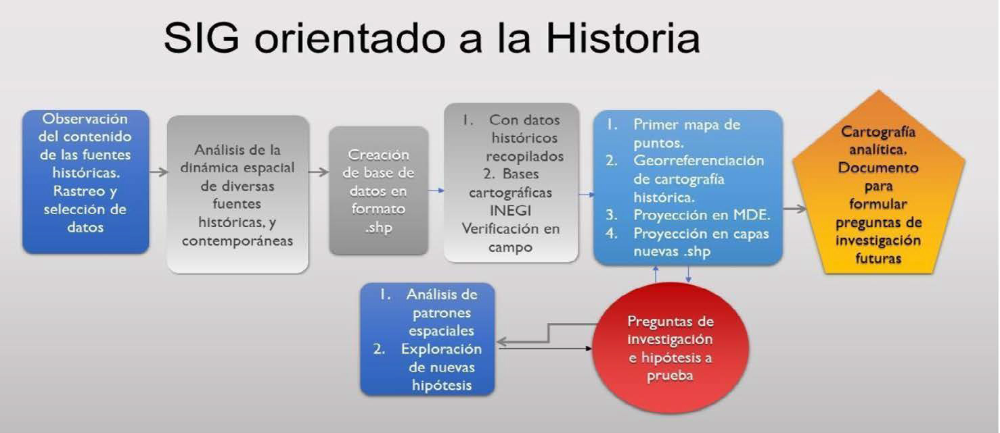 SIG orientado a la Historia
Observación
del contenido
de las fuentes
históricas.
Rastreo y
selección de
datos
Análisis de la
dinámica espacial
de diversas
fuentes
históricas, y
contemporáneas
Creación
de base de
datos en
formato
.shp
1. Con datos
históricos
recopilados
2. Bases
cartográficas
INEGI
Verificación en
campo
1. Primer mapa de
puntos.
2. Georreferenciación
de cartografía
histórica.
3. Proyección en MDE.
4. Proyección en capas
nuevas .shp
Cartografía
analítica.
Documento
para
formular
preguntas de
investigación
futuras
1. Análisis de
patrones
espaciales
2. Exploración
de nuevas
hipótesis
Preguntas de
investigación
e hipótesis a
prueba